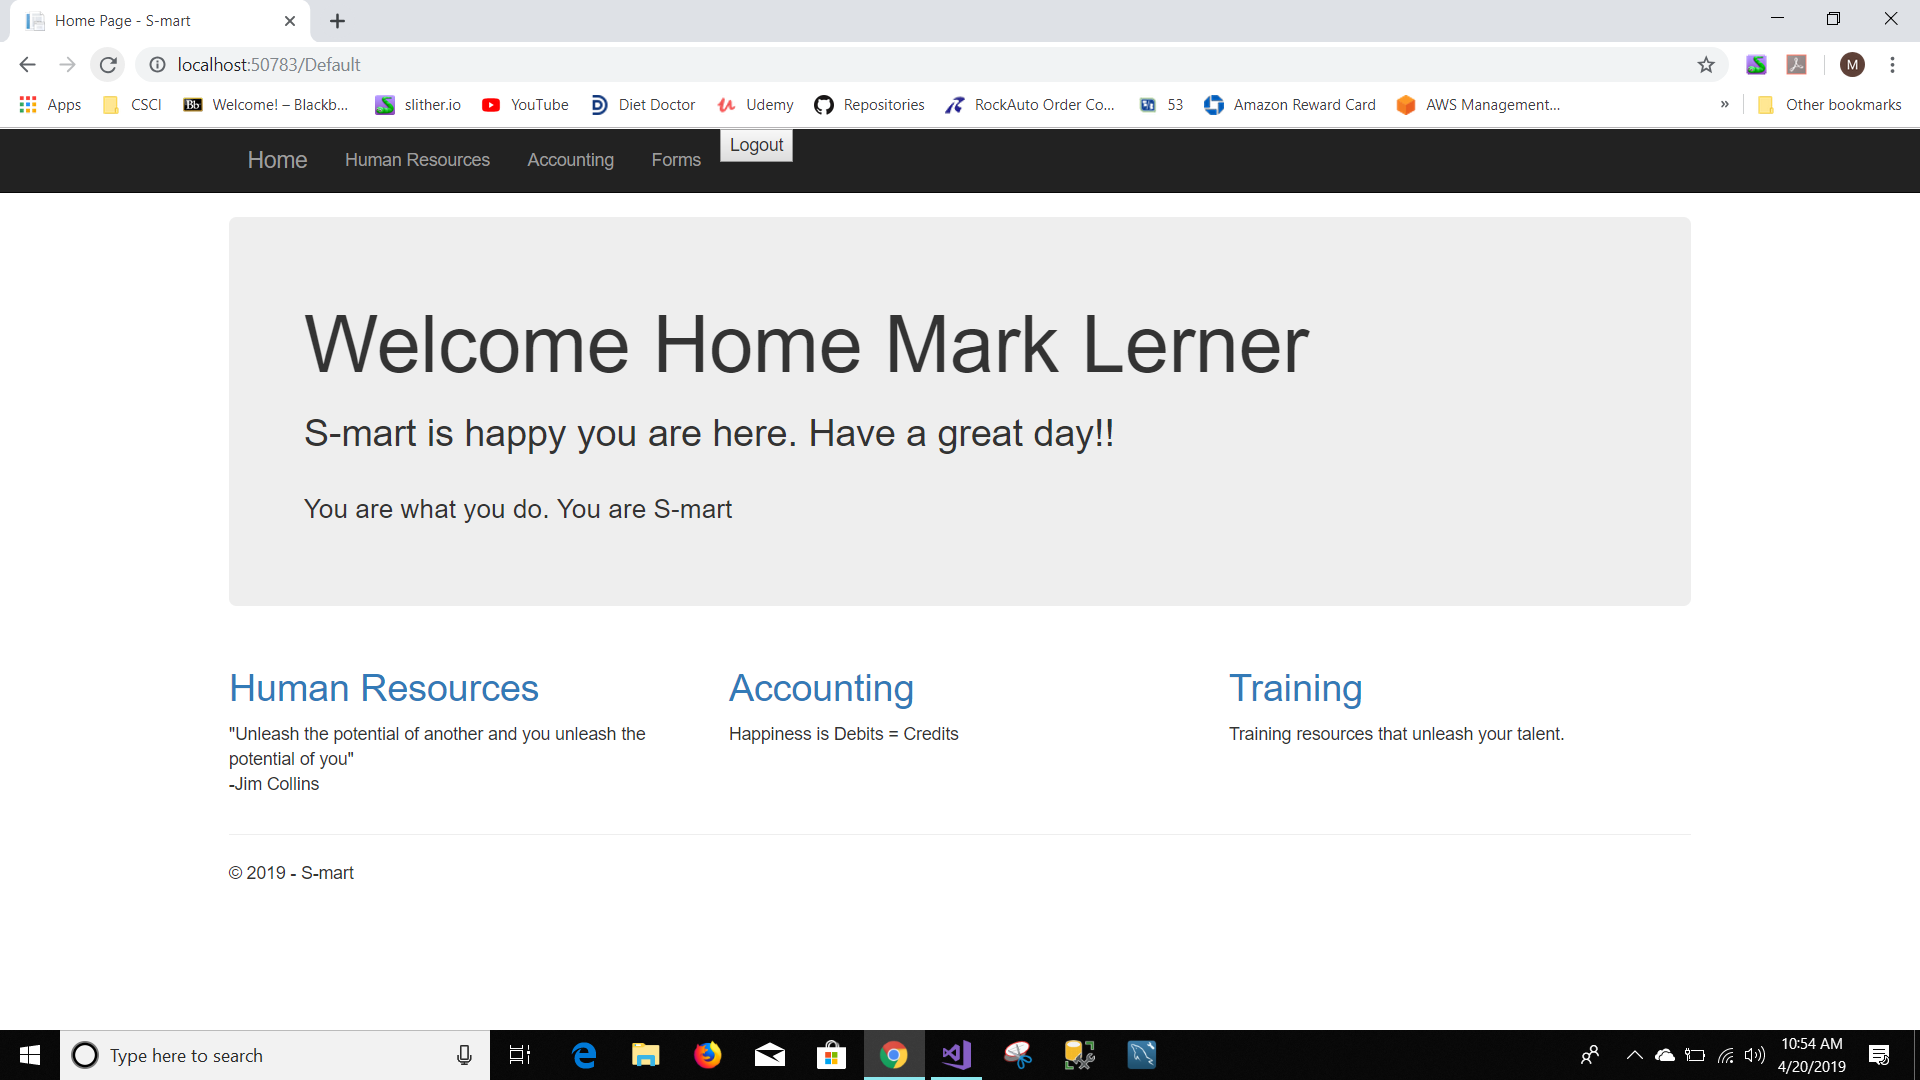 Home Page - S-mart
localhost:50783/Default
M
Apps CSCI Bb Welcome! – Blackb... slither.io YouTube Diet Doctor Udemy Repositories RockAuto Order Co... 53 Amazon Reward Card AWS Management... » Other bookmarks
Home Human Resources Accounting Forms Logout
Welcome Home Mark Lerner
S-mart is happy you are here. Have a great day!!
You are what you do. You are S-mart
Human Resources
"Unleash the potential of another and you unleash the
potential of you"
-Jim Collins
Accounting
Happiness is Debits = Credits
Training
Training resources that unleash your talent.
© 2019 - S-mart
Type here to search
10:54 AM
4/20/2019